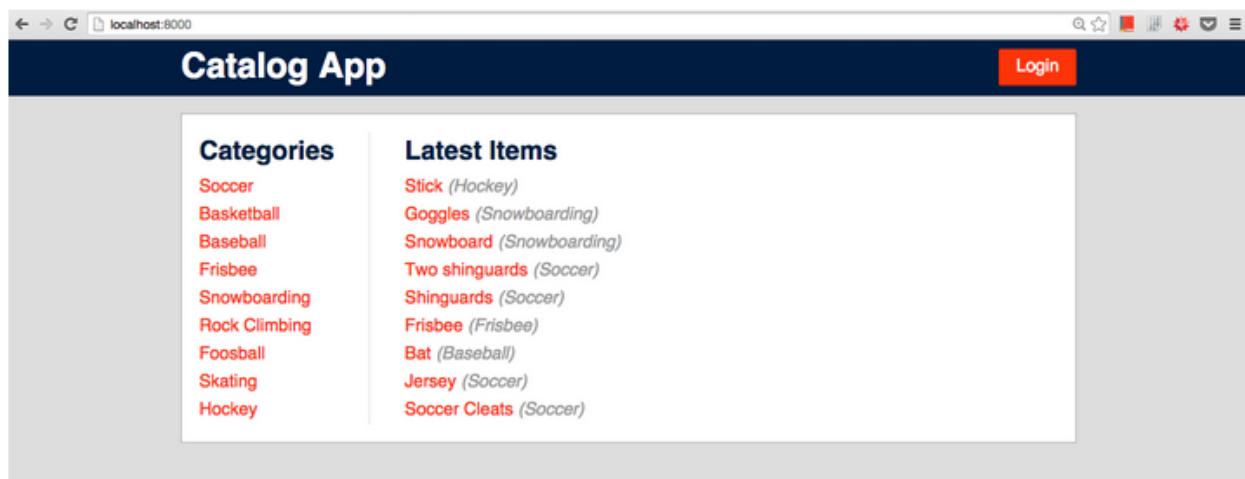 localhost:8000
Catalog App
Login
Categories
Soccer
Basketball
Baseball
Frisbee
Snowboarding
Rock Climbing
Foosball
Skating
Hockey
Latest Items
Stick (Hockey)
Goggles (Snowboarding)
Snowboard (Snowboarding)
Two shinguards (Soccer)
Shinguards (Soccer)
Frisbee (Frisbee)
Bat (Baseball)
Jersey (Soccer)
Soccer Cleats (Soccer)